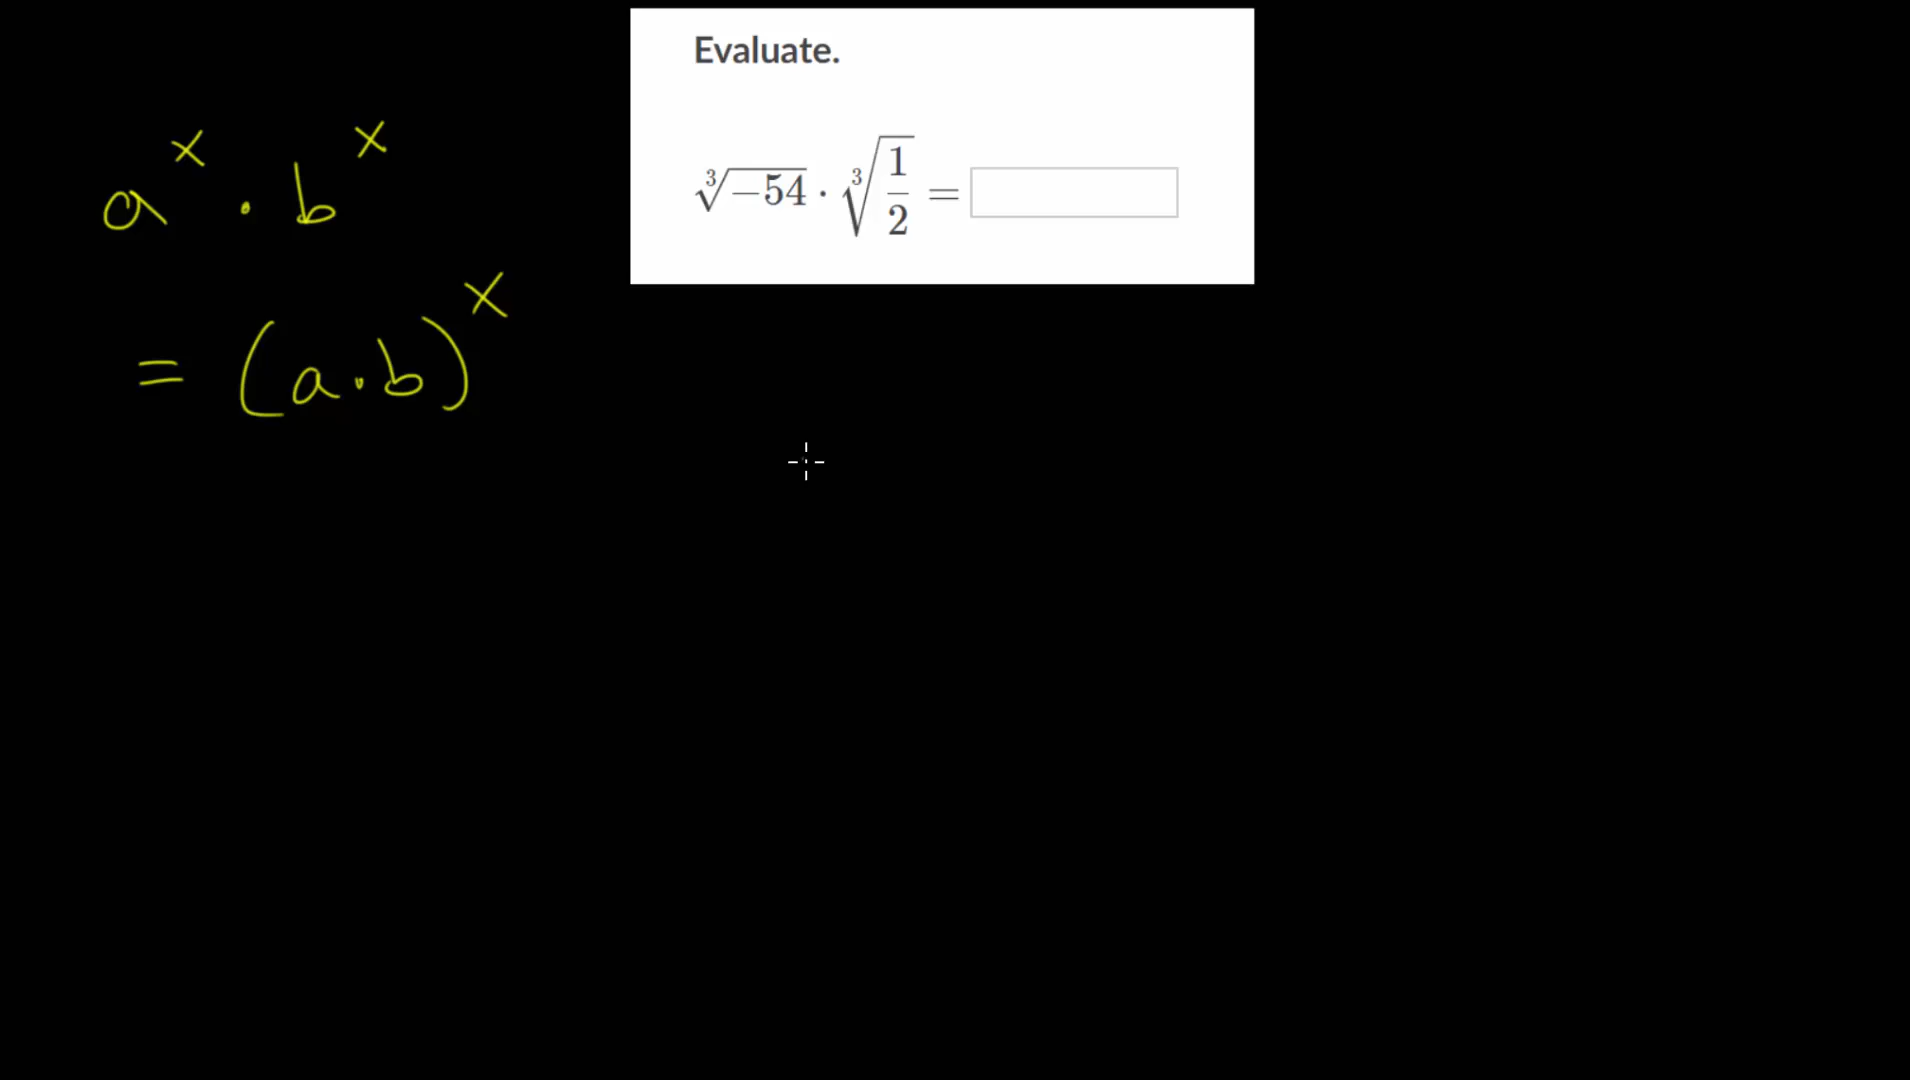 Evaluate.
∛−54 · ∛(1/2) =
a^x · b^x
= (a · b)^x